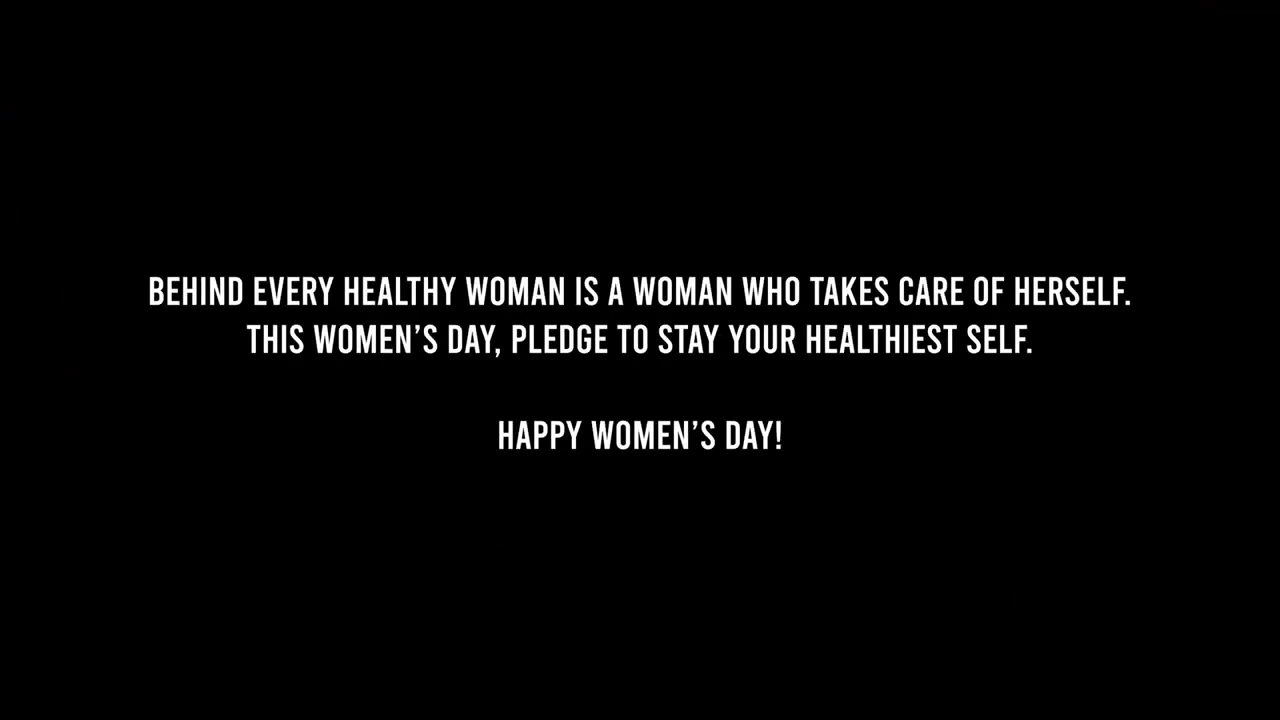 BEHIND EVERY HEALTHY WOMAN IS A WOMAN WHO TAKES CARE OF HERSELF.
THIS WOMEN’S DAY, PLEDGE TO STAY YOUR HEALTHIEST SELF.
HAPPY WOMEN’S DAY!